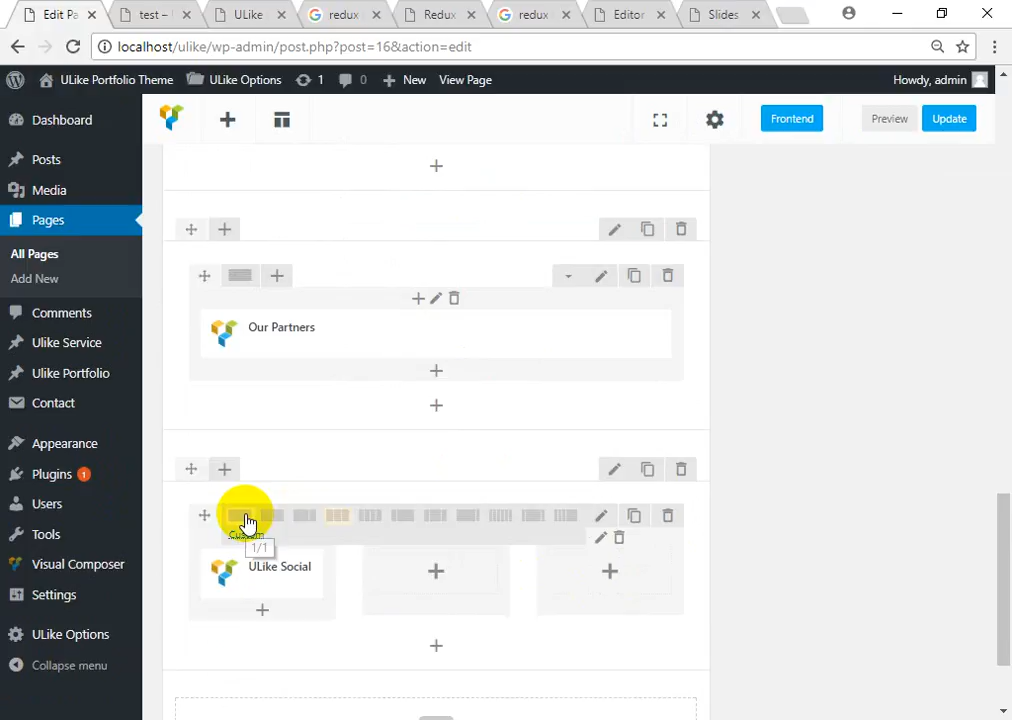 Edit Pa
test –
ULike
redux
Redux
redux
Editor
Slides
localhost/ulike/wp-admin/post.php?post=16&action=edit
ULike Portfolio Theme
ULike Options
1
0
New
View Page
Howdy, admin
Dashboard
Posts
Media
Pages
All Pages
Add New
Comments
Ulike Service
Ulike Portfolio
Contact
Appearance
Plugins 1
Users
Tools
Visual Composer
Settings
ULike Options
Collapse menu
Frontend
Preview
Update
Our Partners
Custom
1/1
ULike Social